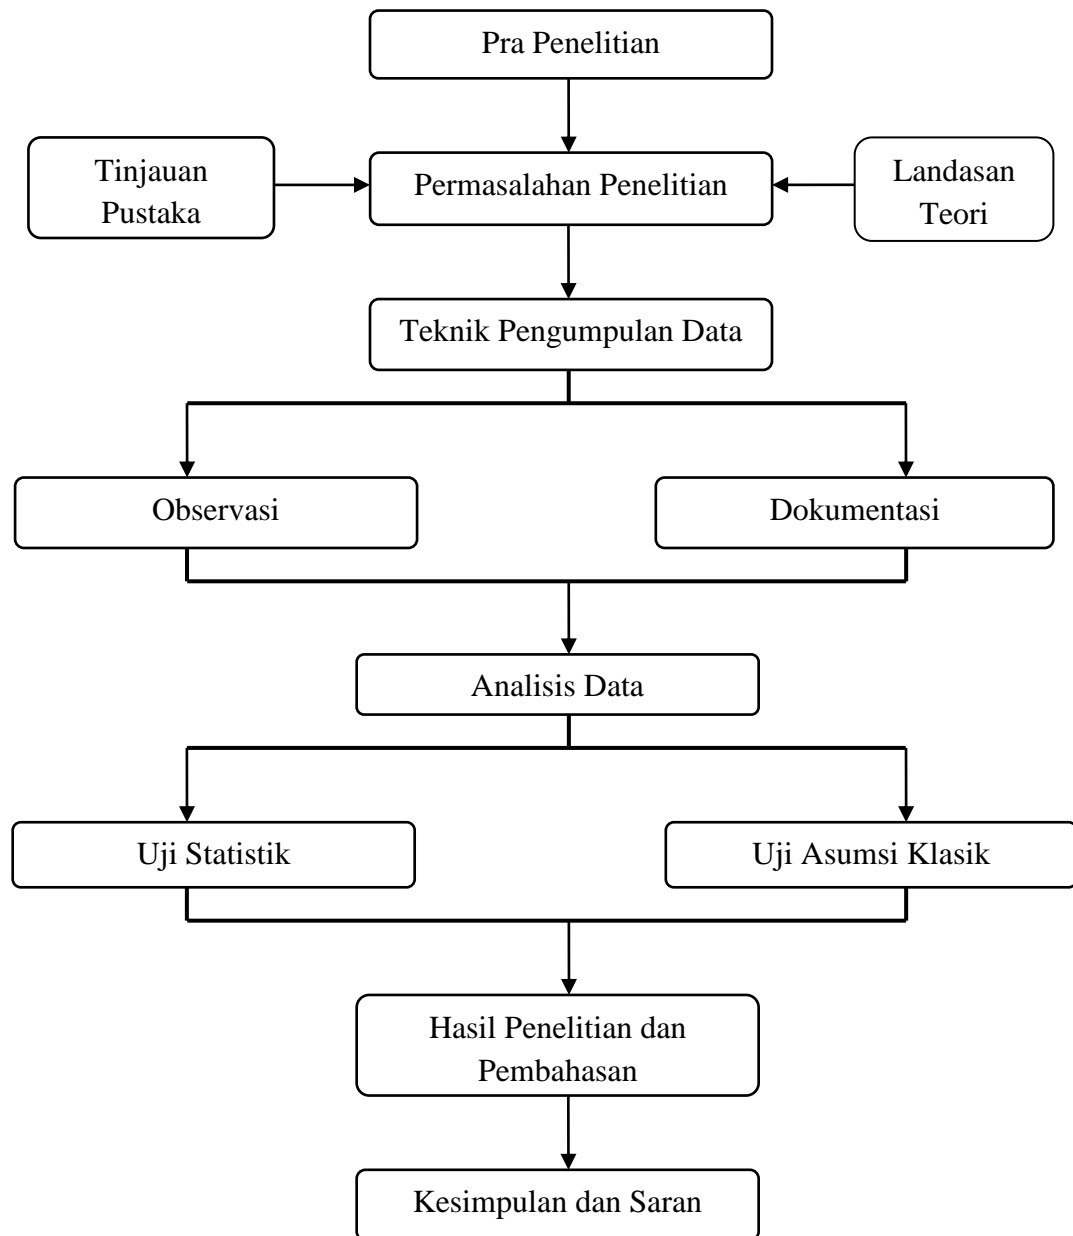 Pra Penelitian
Tinjauan
Pustaka
Permasalahan Penelitian
Landasan
Teori
Teknik Pengumpulan Data
Observasi
Dokumentasi
Analisis Data
Uji Statistik
Uji Asumsi Klasik
Hasil Penelitian dan
Pembahasan
Kesimpulan dan Saran